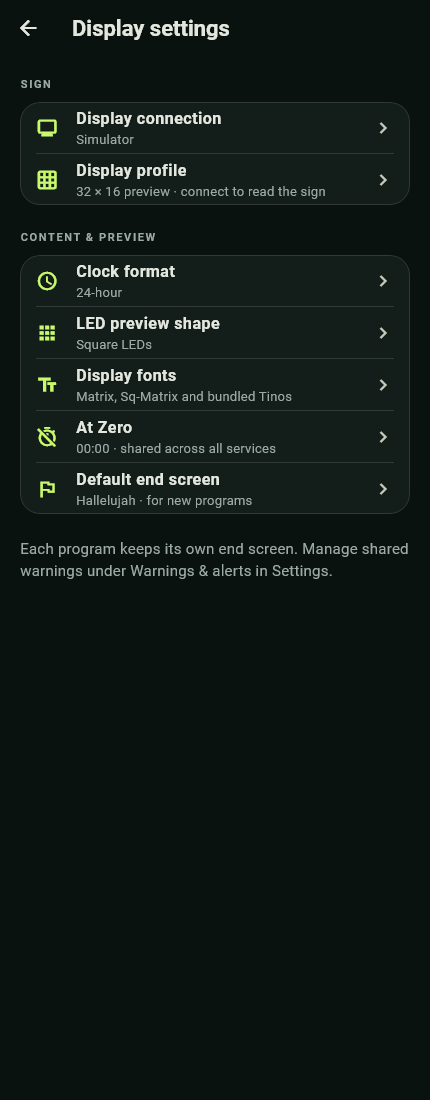 Display settings
SIGN
Display connection
Simulator
Display profile
32 × 16 preview · connect to read the sign
CONTENT & PREVIEW
Clock format
24-hour
LED preview shape
Square LEDs
Display fonts
Matrix, Sq-Matrix and bundled Tinos
At Zero
00:00 · shared across all services
Default end screen
Hallelujah · for new programs
Each program keeps its own end screen. Manage shared
warnings under Warnings & alerts in Settings.